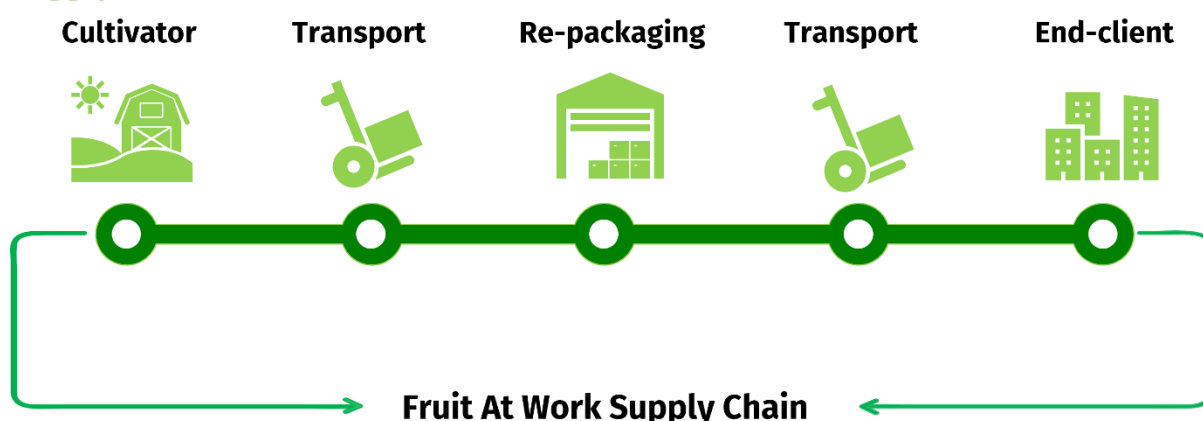 Cultivator Transport Re-packaging Transport End-client
Fruit At Work Supply Chain